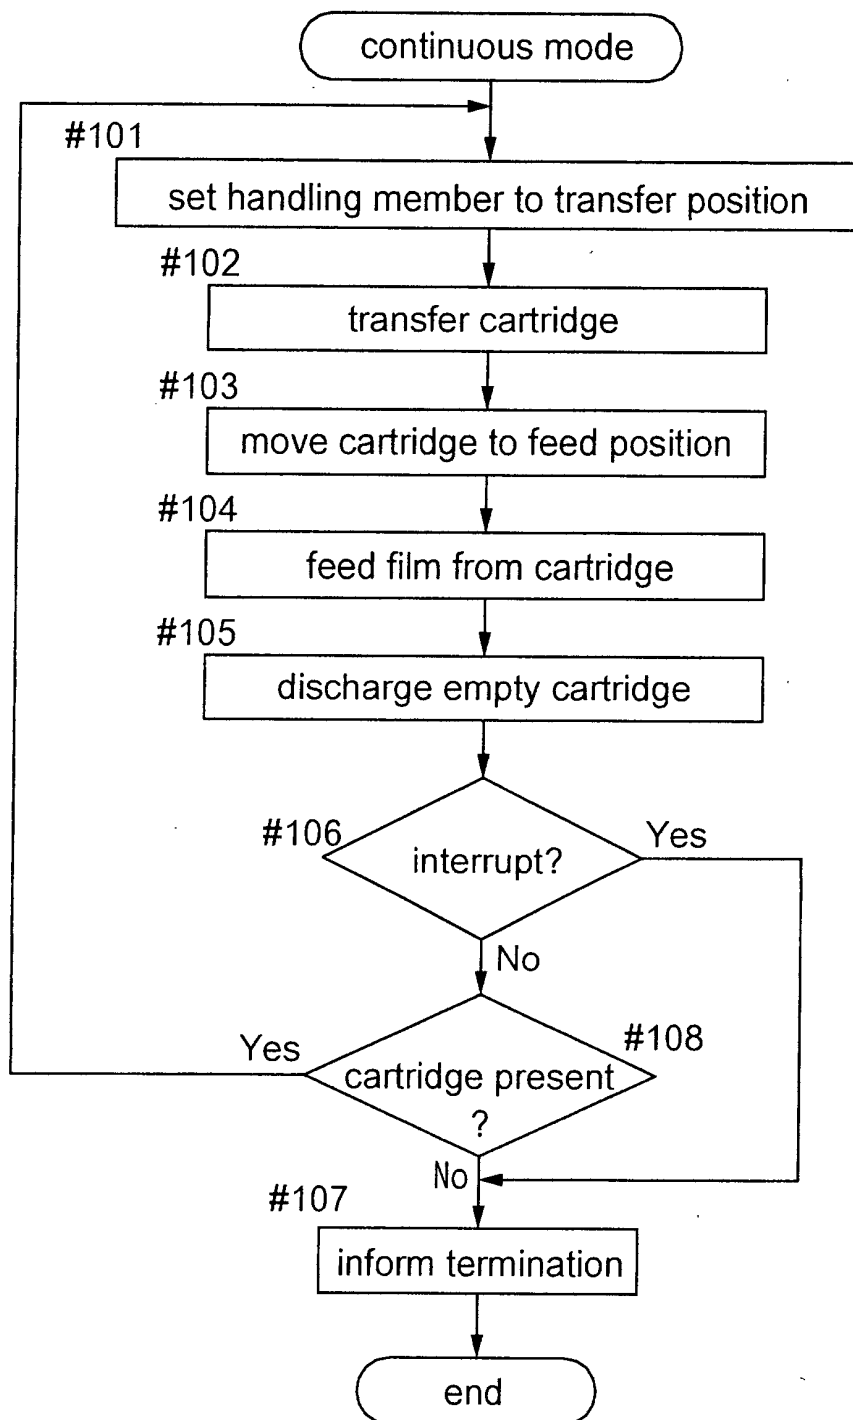 continuous mode
#101
set handling member to transfer position
#102
transfer cartridge
#103
move cartridge to feed position
#104
feed film from cartridge
#105
discharge empty cartridge
#106
interrupt?
Yes
No
#108
Yes
cartridge present
?
No
#107
inform termination
end